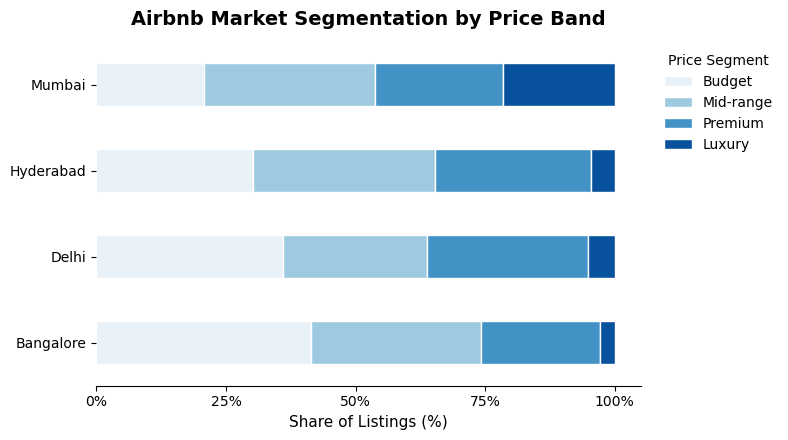 Airbnb Market Segmentation by Price Band
Price Segment
Budget
Mid-range
Premium
Luxury
Mumbai
Hyderabad
Delhi
Bangalore
0% 25% 50% 75% 100%
Share of Listings (%)